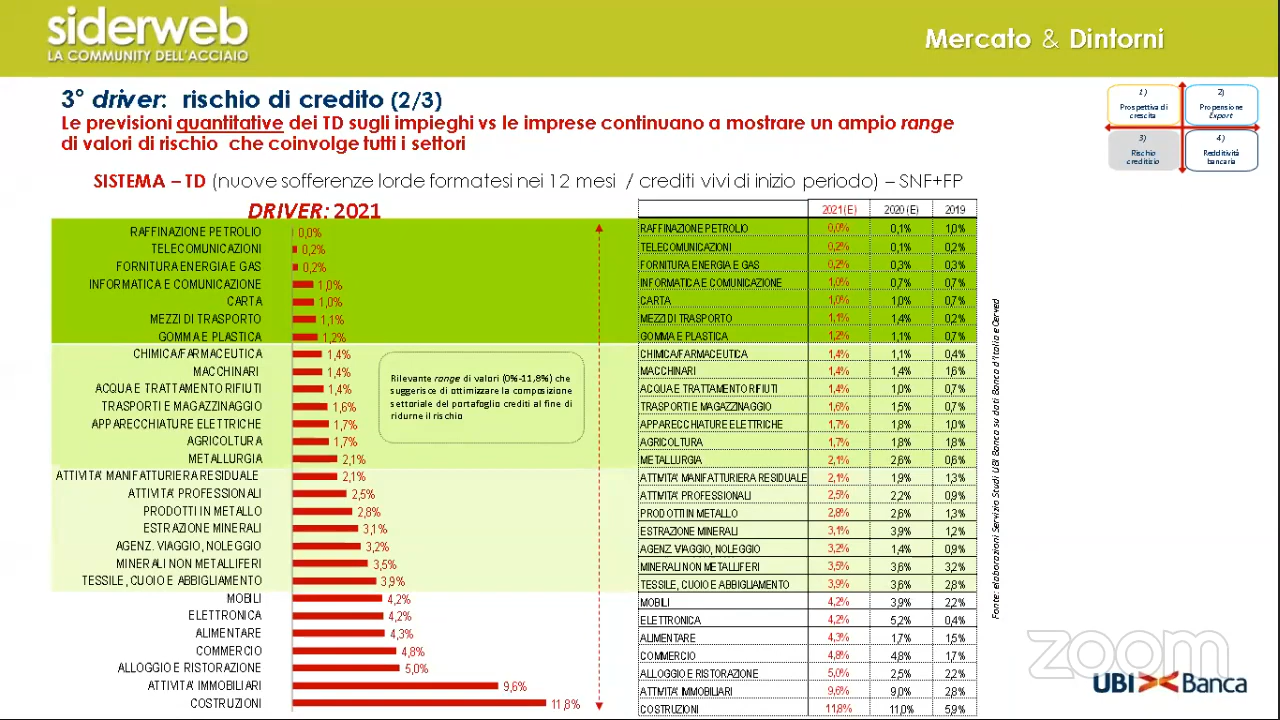 siderweb
LA COMMUNITY DELL'ACCIAIO
Mercato & Dintorni
3° driver: rischio di credito (2/3)
Le previsioni quantitative dei TD sugli impieghi vs le imprese continuano a mostrare un ampio range
di valori di rischio che coinvolge tutti i settori
1)
Prospettiva di
crescita
2)
Propensione
Export
3)
Rischio
creditizio
4)
Redditività
bancaria
SISTEMA – TD (nuove sofferenze lorde formatesi nei 12 mesi / crediti vivi di inizio periodo) – SNF+FP
DRIVER: 2021
RAFFINAZIONE PETROLIO 0,0%
TELECOMUNICAZIONI 0,2%
FORNITURA ENERGIA E GAS 0,2%
INFORMATICA E COMUNICAZIONE 1,0%
CARTA 1,0%
MEZZI DI TRASPORTO 1,1%
GOMMA E PLASTICA 1,2%
CHIMICA/FARMACEUTICA 1,4%
MACCHINARI 1,4%
ACQUA E TRATTAMENTO RIFIUTI 1,4%
TRASPORTI E MAGAZZINAGGIO 1,6%
APPARECCHIATURE ELETTRICHE 1,7%
AGRICOLTURA 1,7%
METALLURGIA 2,1%
ATTIVITA' MANIFATTURIERA RESIDUALE 2,1%
ATTIVITA' PROFESSIONALI 2,5%
PRODOTTI IN METALLO 2,8%
ESTRAZIONE MINERALI 3,1%
AGENZ. VIAGGIO, NOLEGGIO 3,2%
MINERALI NON METALLIFERI 3,5%
TESSILE, CUOIO E ABBIGLIAMENTO 3,9%
MOBILI 4,2%
ELETTRONICA 4,2%
ALIMENTARE 4,3%
COMMERCIO 4,8%
ALLOGGIO E RISTORAZIONE 5,0%
ATTIVITA' IMMOBILIARI 9,6%
COSTRUZIONI 11,8%
Rilevante range di valori (0%-11,8%) che
suggerisce di ottimizzare la composizione
settoriale del portafoglio crediti al fine di
ridurne il rischio
2021(E) 2020 (E) 2019
RAFFINAZIONE PETROLIO 0,0% 0,1% 1,0%
TELECOMUNICAZIONI 0,2% 0,1% 0,2%
FORNITURA ENERGIA E GAS 0,2% 0,3% 0,3%
INFORMATICA E COMUNICAZIONE 1,0% 0,7% 0,7%
CARTA 1,0% 1,0% 0,7%
MEZZI DI TRASPORTO 1,1% 1,4% 0,2%
GOMMA E PLASTICA 1,2% 1,1% 0,7%
CHIMICA/FARMACEUTICA 1,4% 1,1% 0,4%
MACCHINARI 1,4% 1,4% 1,6%
ACQUA E TRATTAMENTO RIFIUTI 1,4% 1,0% 0,7%
TRASPORTI E MAGAZZINAGGIO 1,6% 1,5% 0,7%
APPARECCHIATURE ELETTRICHE 1,7% 1,8% 1,0%
AGRICOLTURA 1,7% 1,8% 1,8%
METALLURGIA 2,1% 2,6% 0,6%
ATTIVITA' MANIFATTURIERA RESIDUALE 2,1% 1,9% 1,3%
ATTIVITA' PROFESSIONALI 2,5% 2,2% 0,9%
PRODOTTI IN METALLO 2,8% 2,6% 1,3%
ESTRAZIONE MINERALI 3,1% 3,9% 1,2%
AGENZ. VIAGGIO, NOLEGGIO 3,2% 1,4% 0,9%
MINERALI NON METALLIFERI 3,5% 3,6% 3,2%
TESSILE, CUOIO E ABBIGLIAMENTO 3,9% 3,6% 2,8%
MOBILI 4,2% 3,9% 2,2%
ELETTRONICA 4,2% 5,2% 0,4%
ALIMENTARE 4,3% 1,7% 1,5%
COMMERCIO 4,8% 4,8% 1,7%
ALLOGGIO E RISTORAZIONE 5,0% 2,5% 2,2%
ATTIVITA' IMMOBILIARI 9,6% 9,0% 2,8%
COSTRUZIONI 11,8% 11,0% 5,9%
Fonte: elaborazioni Servizio Studi UBI Banca su dati Banca d'Italia e Cerved
zoom
UBI Banca